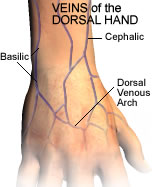 VEINS of the
DORSAL HAND
Cephalic
Basilic
Dorsal
Venous
Arch